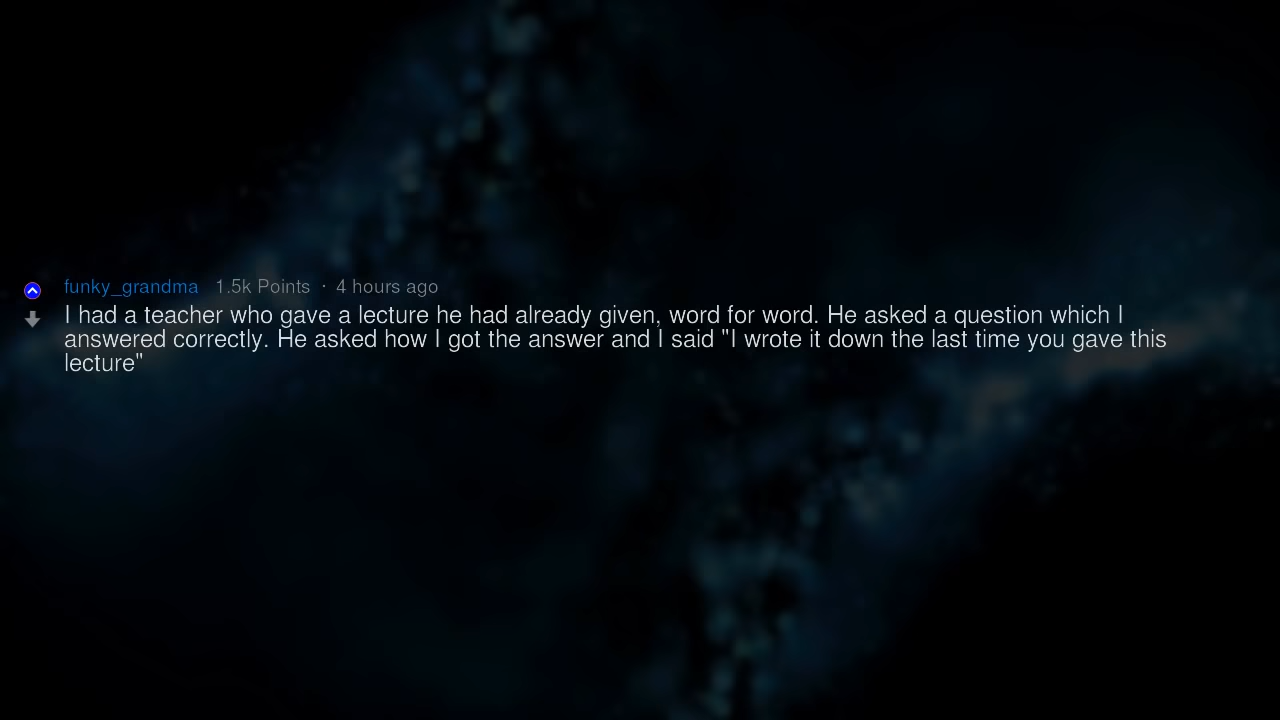 funky_grandma 1.5k Points · 4 hours ago
I had a teacher who gave a lecture he had already given, word for word. He asked a question which I
answered correctly. He asked how I got the answer and I said "I wrote it down the last time you gave this
lecture"